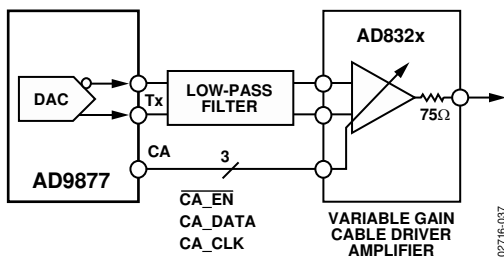 AD832x
DAC
Tx
LOW-PASS
FILTER
75Ω
CA
3
AD9877
CA_EN
CA_DATA
CA_CLK
VARIABLE GAIN
CABLE DRIVER
AMPLIFIER
02716-037